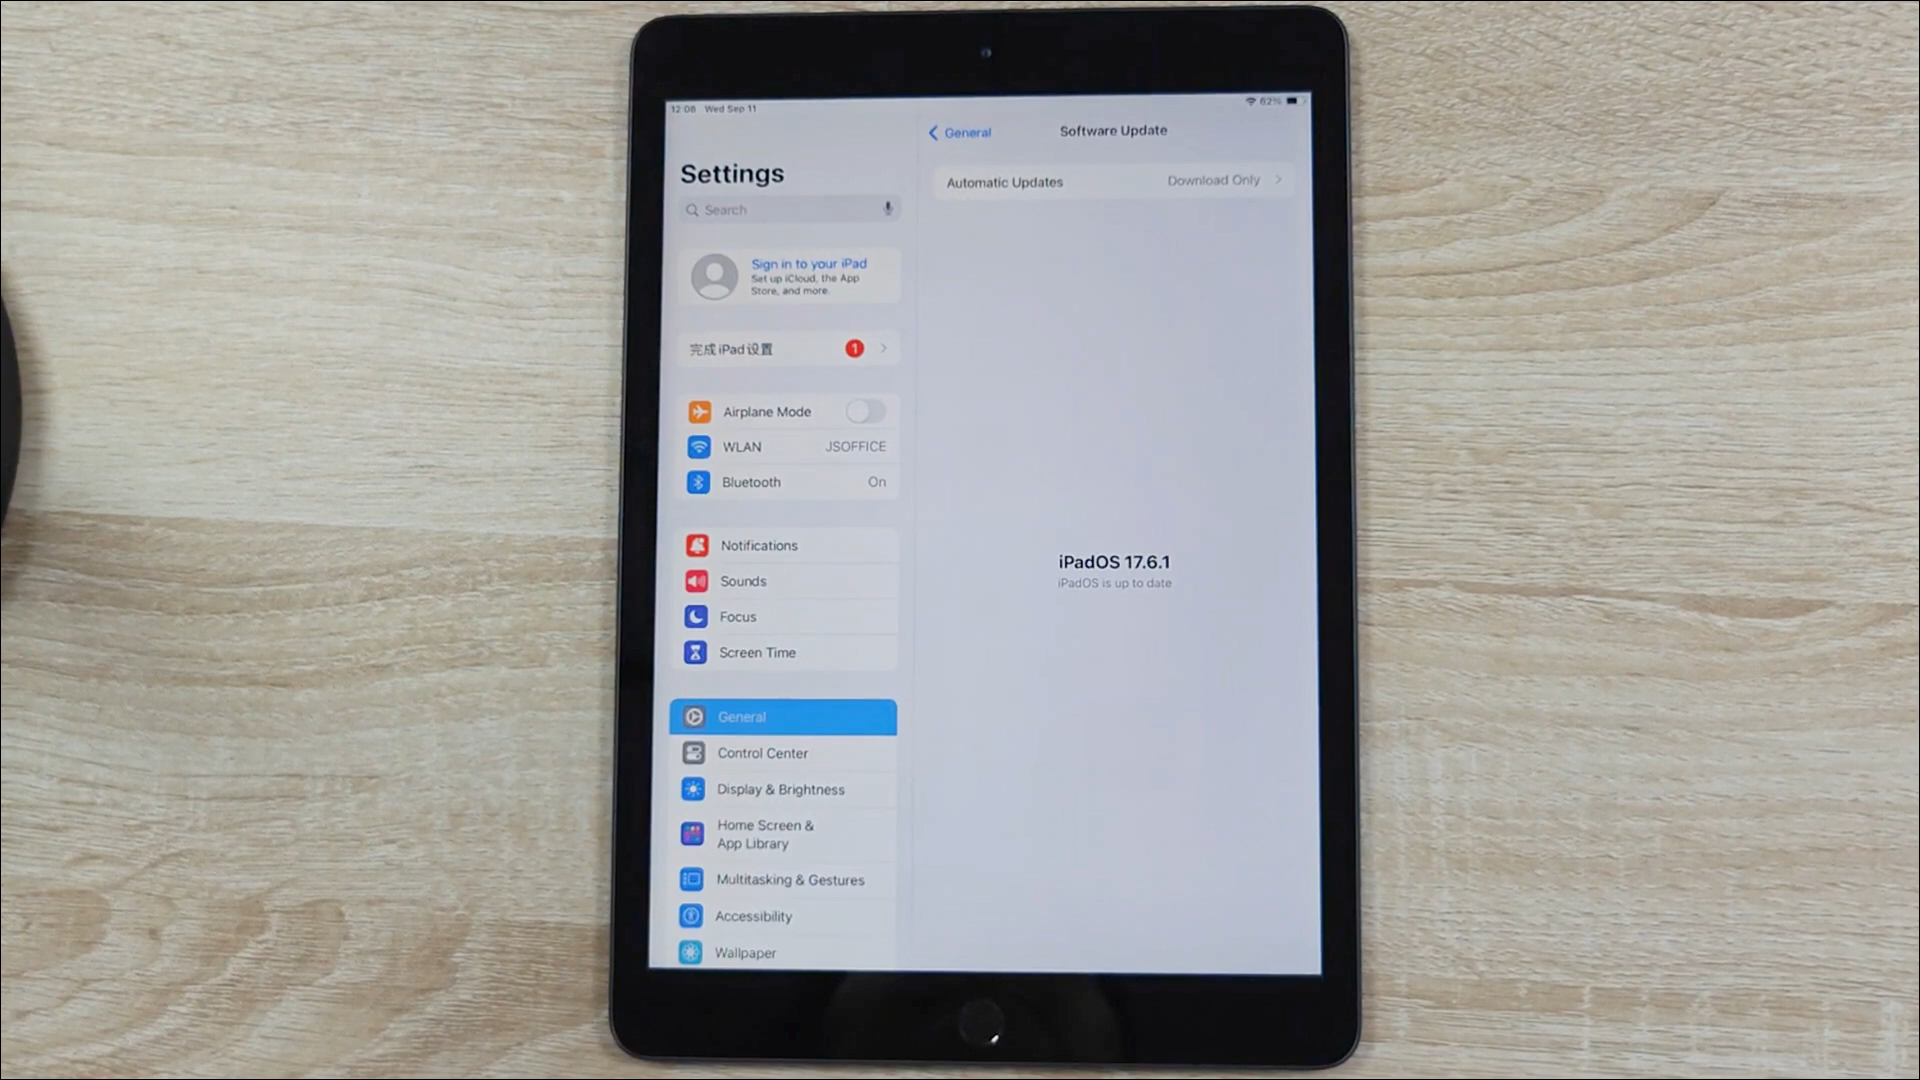 12:08 Wed Sep 11
62%
Settings
Search
Sign in to your iPad
Set up iCloud, the App
Store, and more.
完成 iPad 设置
1
Airplane Mode
WLAN JSOFFICE
Bluetooth On
Notifications
Sounds
Focus
Screen Time
General
Control Center
Display & Brightness
Home Screen &
App Library
Multitasking & Gestures
Accessibility
Wallpaper
General
Software Update
Automatic Updates Download Only
iPadOS 17.6.1
iPadOS is up to date